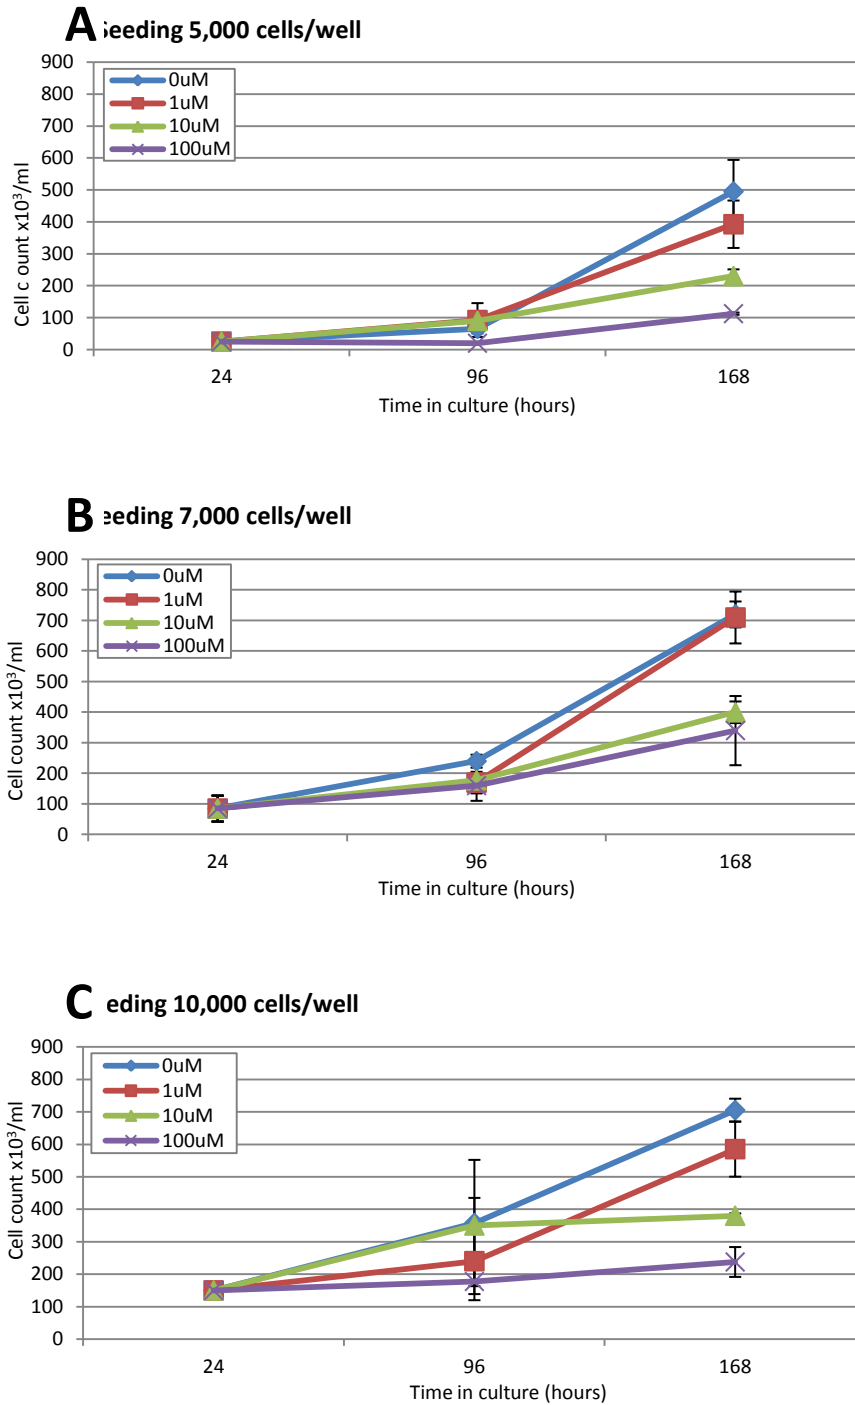 A Seeding 5,000 cells/well
900
800
700
600
500
400
300
200
100
0
0uM
1uM
10uM
100uM
Cell c ount x10³/ml
24 96 168
Time in culture (hours)
B eeding 7,000 cells/well
900
800
700
600
500
400
300
200
100
0
0uM
1uM
10uM
100uM
Cell count x10³/ml
24 96 168
Time in culture (hours)
C eding 10,000 cells/well
900
800
700
600
500
400
300
200
100
0
0uM
1uM
10uM
100uM
Cell count x10³/ml
24 96 168
Time in culture (hours)